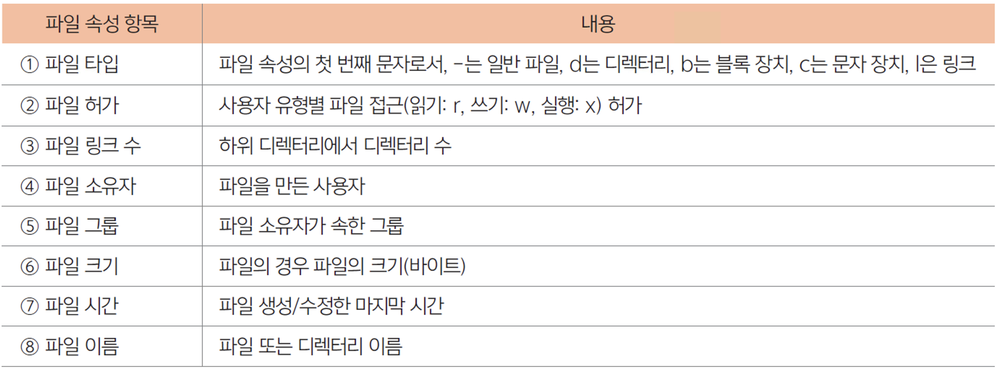 파일 속성 항목 내용
① 파일 타입 파일 속성의 첫 번째 문자로서, -는 일반 파일, d는 디렉터리, b는 블록 장치, c는 문자 장치, l은 링크
② 파일 허가 사용자 유형별 파일 접근(읽기: r, 쓰기: w, 실행: x) 허가
③ 파일 링크 수 하위 디렉터리에서 디렉터리 수
④ 파일 소유자 파일을 만든 사용자
⑤ 파일 그룹 파일 소유자가 속한 그룹
⑥ 파일 크기 파일의 경우 파일의 크기(바이트)
⑦ 파일 시간 파일 생성/수정한 마지막 시간
⑧ 파일 이름 파일 또는 디렉터리 이름